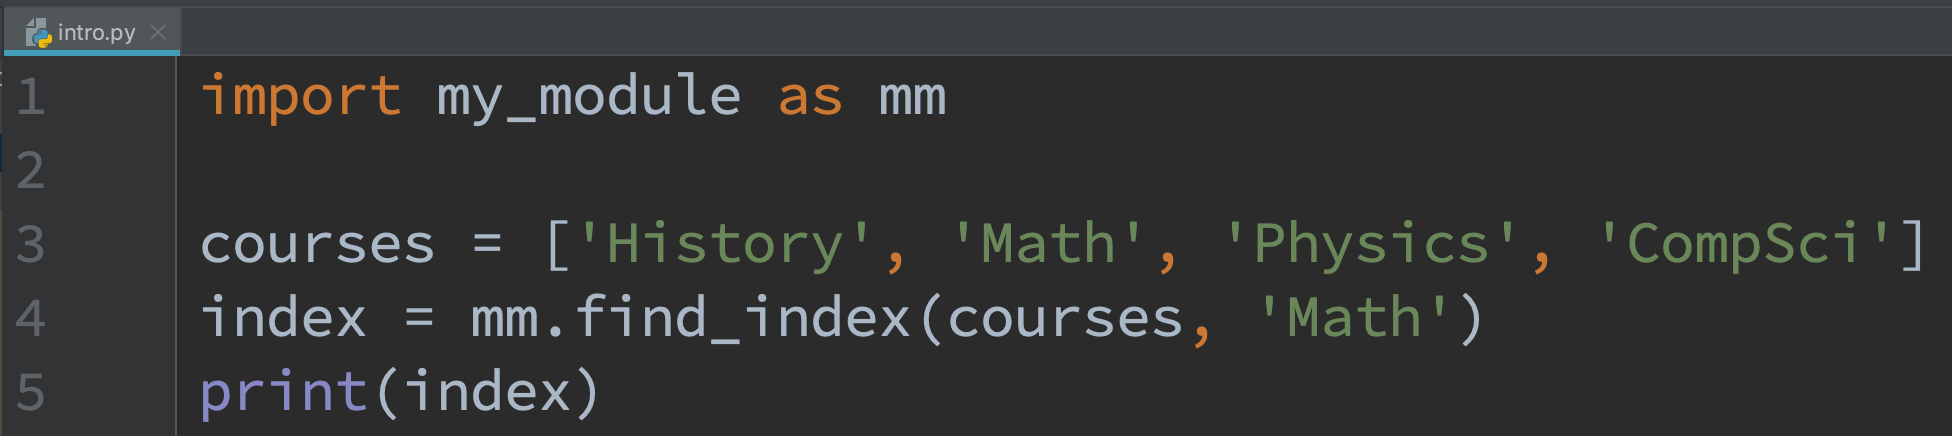 intro.py
1 import my_module as mm
2
3 courses = ['History', 'Math', 'Physics', 'CompSci']
4 index = mm.find_index(courses, 'Math')
5 print(index)